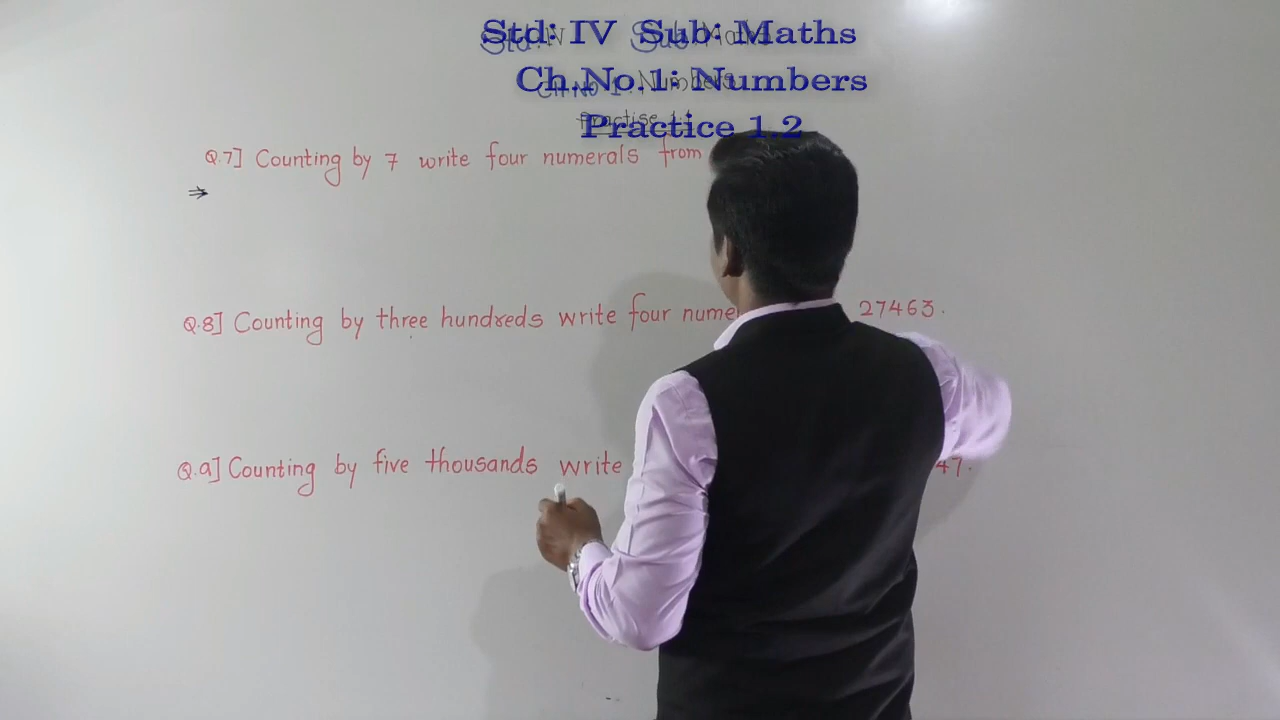 Std: IV Sub: Maths
Ch.No.1: Numbers
Practice 1.2
Q.7] Counting by 7 write four numerals from
⇒
Q.8] Counting by three hundreds write four nume 27463.
Q.9] Counting by five thousands write 47.